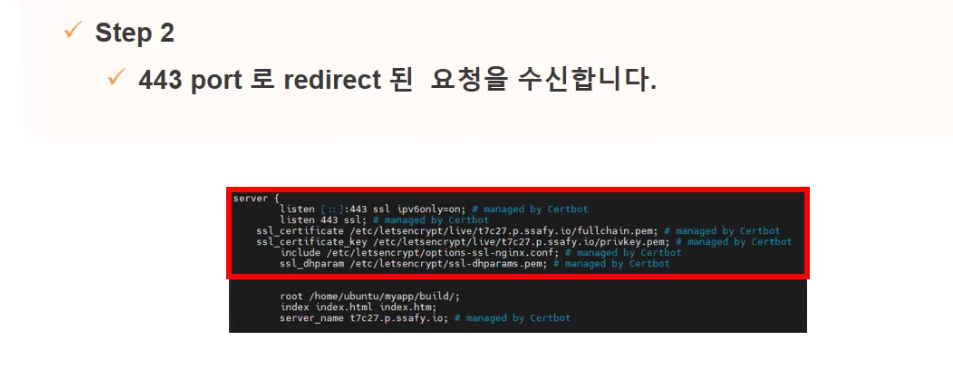 Step 2
443 port 로 redirect 된 요청을 수신합니다.
server {
listen [::]:443 ssl ipv6only=on; # managed by Certbot
listen 443 ssl; # managed by Certbot
ssl_certificate /etc/letsencrypt/live/t7c27.p.ssafy.io/fullchain.pem; # managed by Certbot
ssl_certificate_key /etc/letsencrypt/live/t7c27.p.ssafy.io/privkey.pem; # managed by Certbot
include /etc/letsencrypt/options-ssl-nginx.conf; # managed by Certbot
ssl_dhparam /etc/letsencrypt/ssl-dhparams.pem; # managed by Certbot
root /home/ubuntu/myapp/build/;
index index.html index.htm;
server_name t7c27.p.ssafy.io; # managed by Certbot